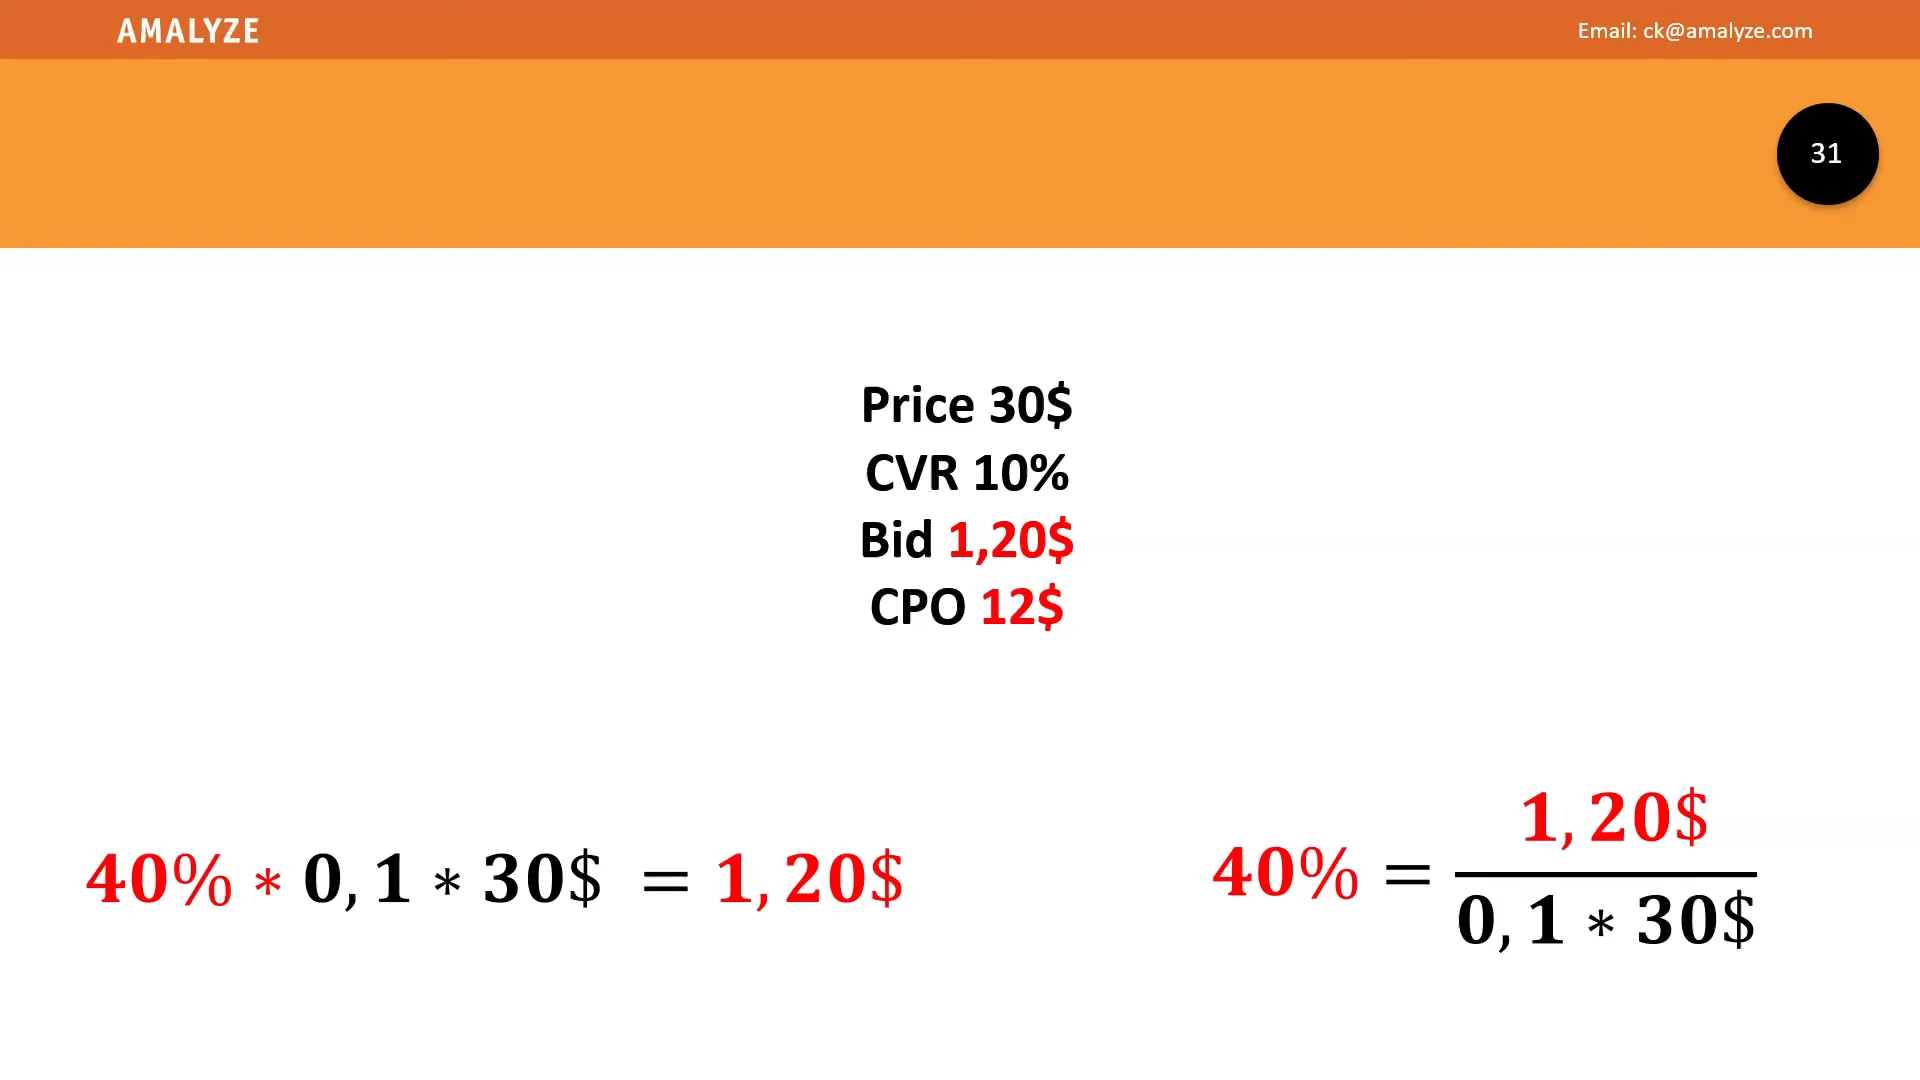 AMALYZE
Email: ck@amalyze.com
31
Price 30$
CVR 10%
Bid 1,20$
CPO 12$
40% * 0,1 * 30$ = 1,20$
40% = 1,20$ / 0,1 * 30$